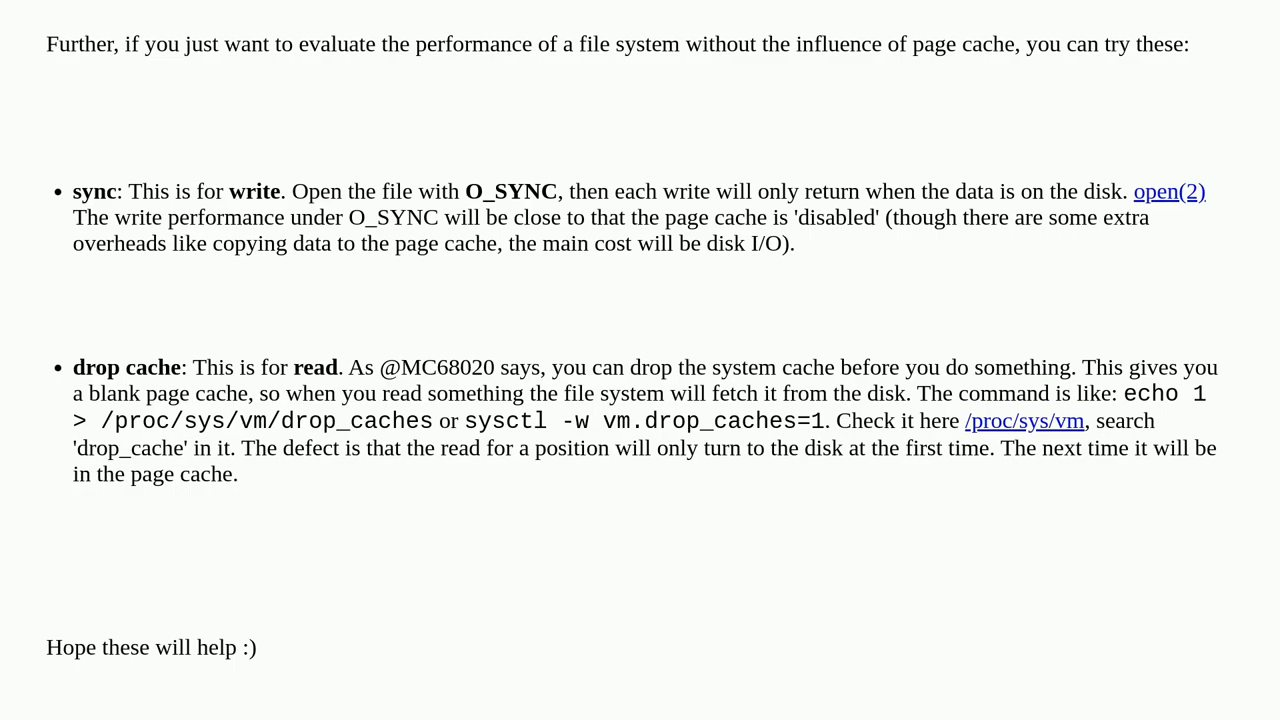 Further, if you just want to evaluate the performance of a file system without the influence of page cache, you can try these:
• sync: This is for write. Open the file with O_SYNC, then each write will only return when the data is on the disk. open(2)
The write performance under O_SYNC will be close to that the page cache is 'disabled' (though there are some extra
overheads like copying data to the page cache, the main cost will be disk I/O).
• drop cache: This is for read. As @MC68020 says, you can drop the system cache before you do something. This gives you
a blank page cache, so when you read something the file system will fetch it from the disk. The command is like: echo 1
> /proc/sys/vm/drop_caches or sysctl -w vm.drop_caches=1. Check it here /proc/sys/vm, search
'drop_cache' in it. The defect is that the read for a position will only turn to the disk at the first time. The next time it will be
in the page cache.
Hope these will help :)